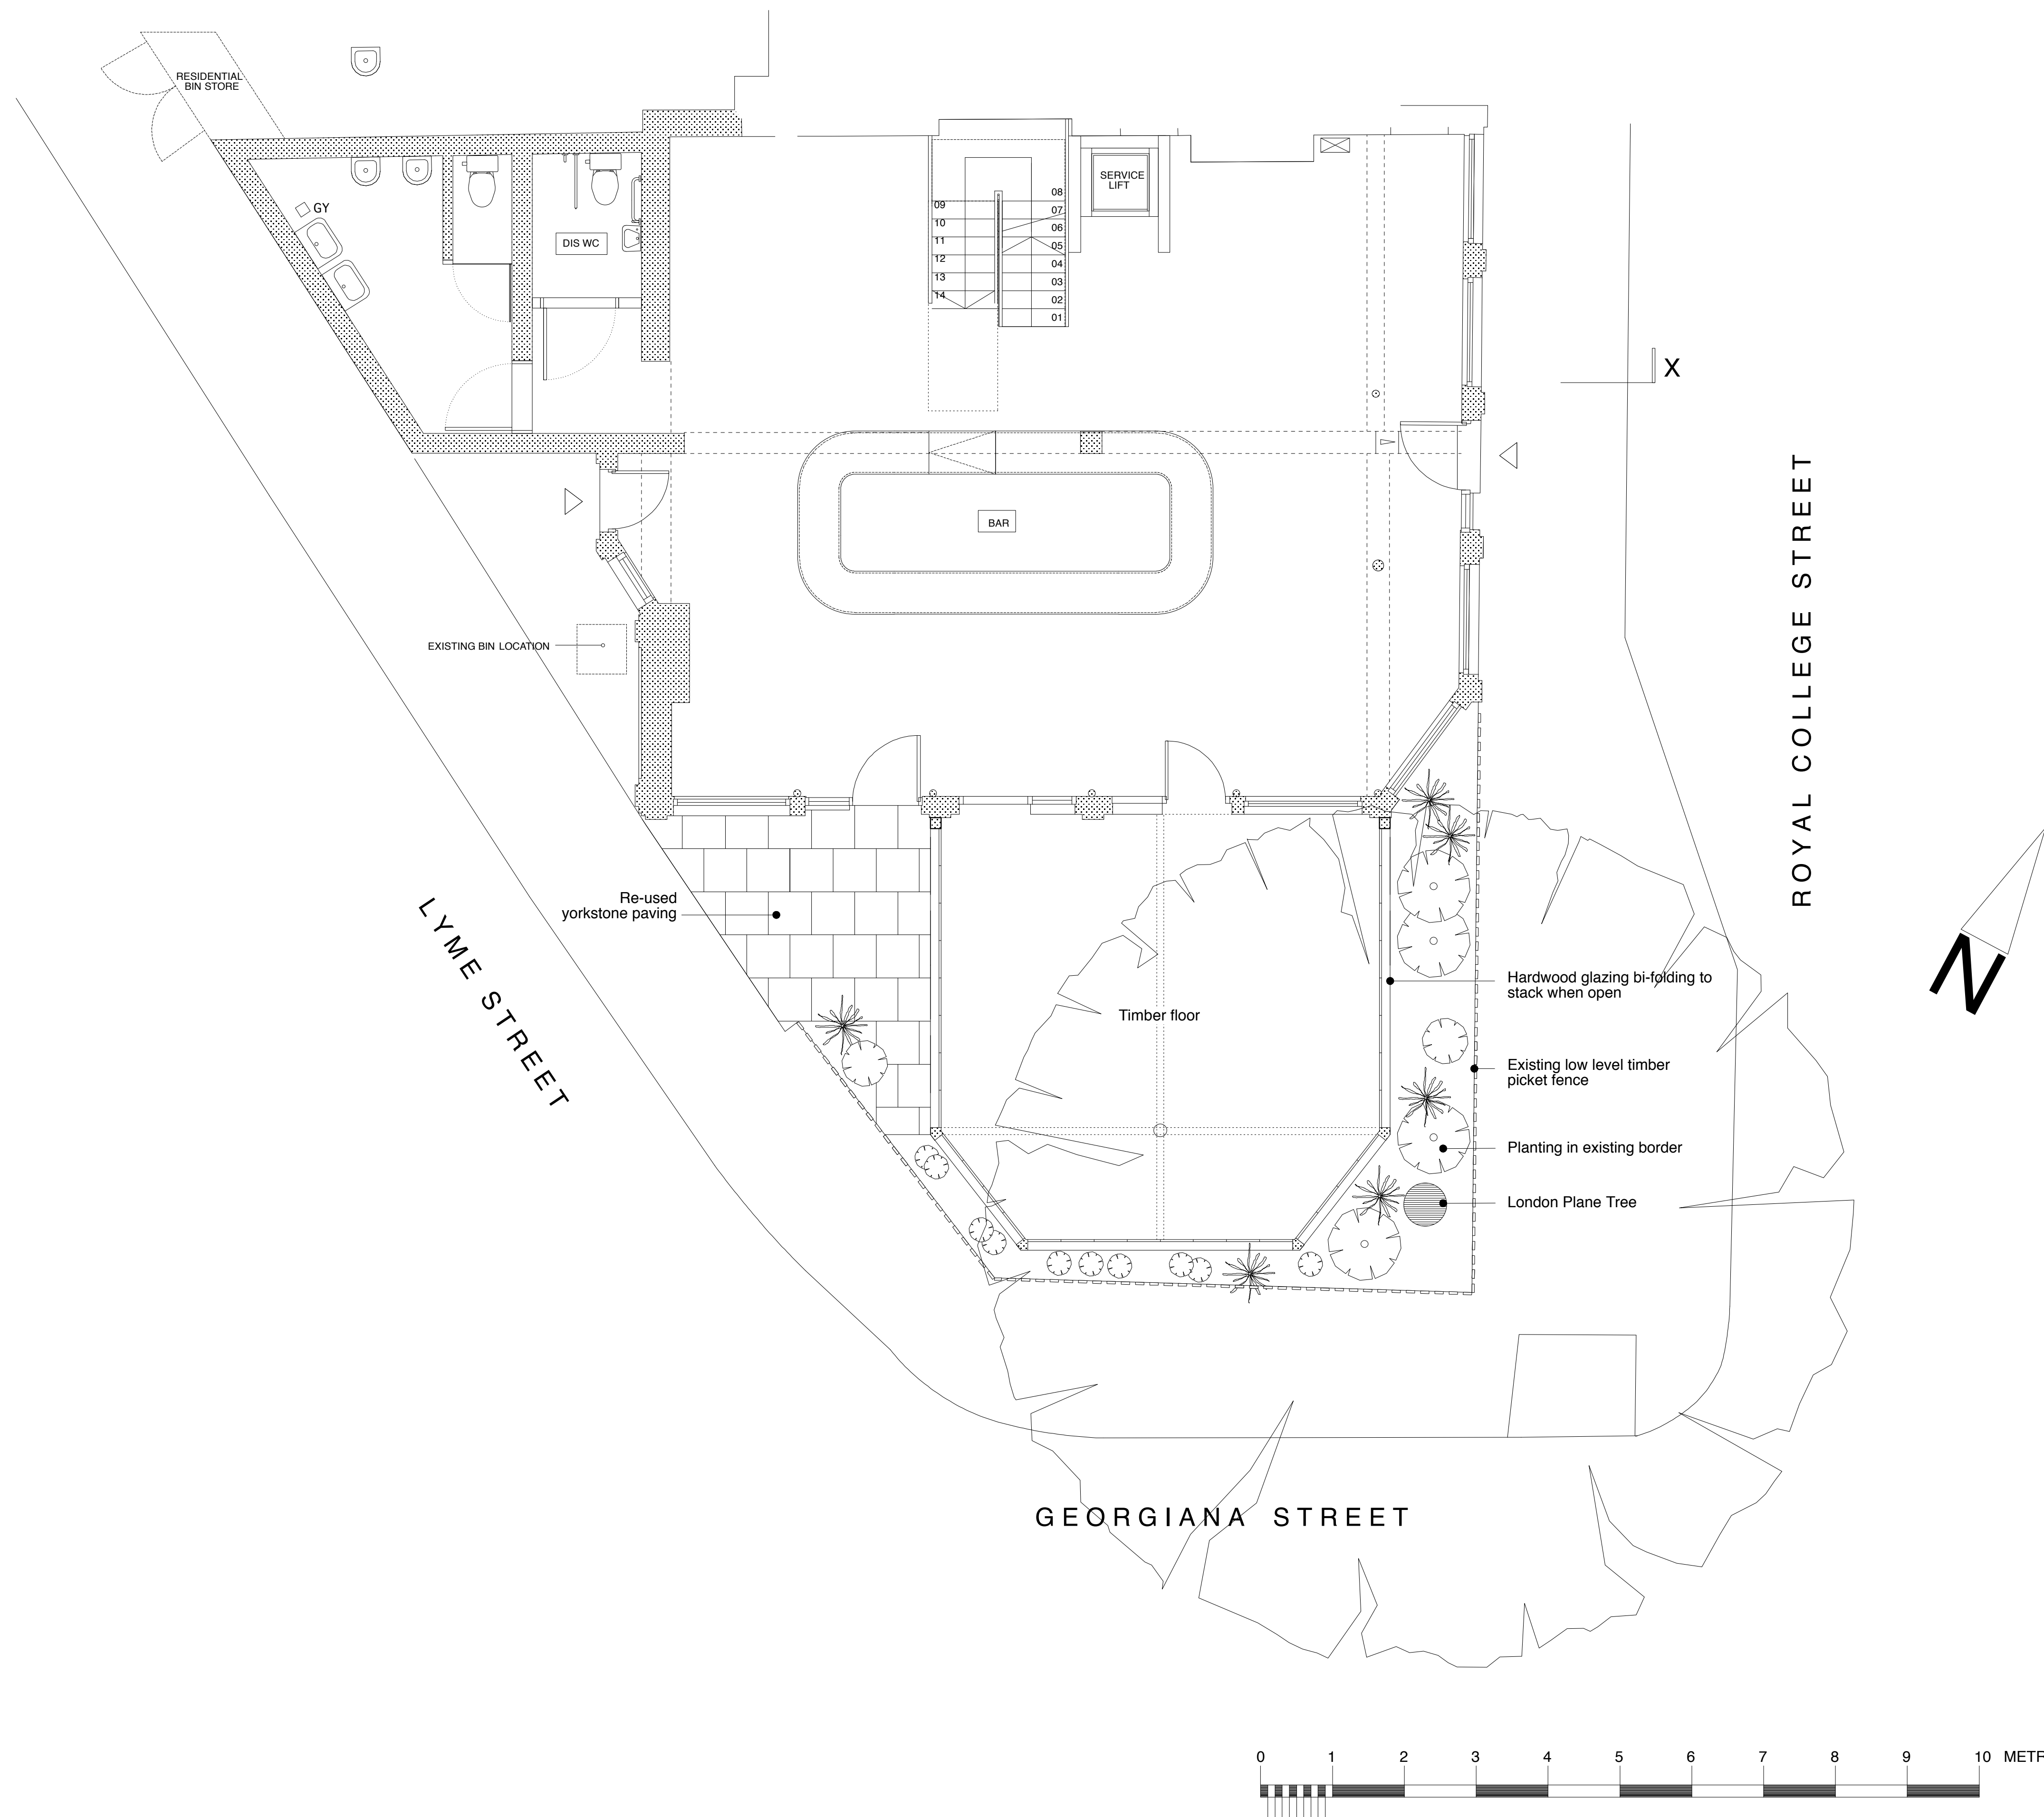 RESIDENTIAL
BIN STORE
GY
DIS WC
SERVICE
LIFT
08
09
07
10
06
11
05
12
04
13
03
14
02
01
X
BAR
EXISTING BIN LOCATION
ROYAL COLLEGE STREET
Re-used
yorkstone paving
LYME STREET
Timber floor
Hardwood glazing bi-folding to
stack when open
Existing low level timber
picket fence
Planting in existing border
London Plane Tree
N
GEORGIANA STREET
0 1 2 3 4 5 6 7 8 9 10 METR